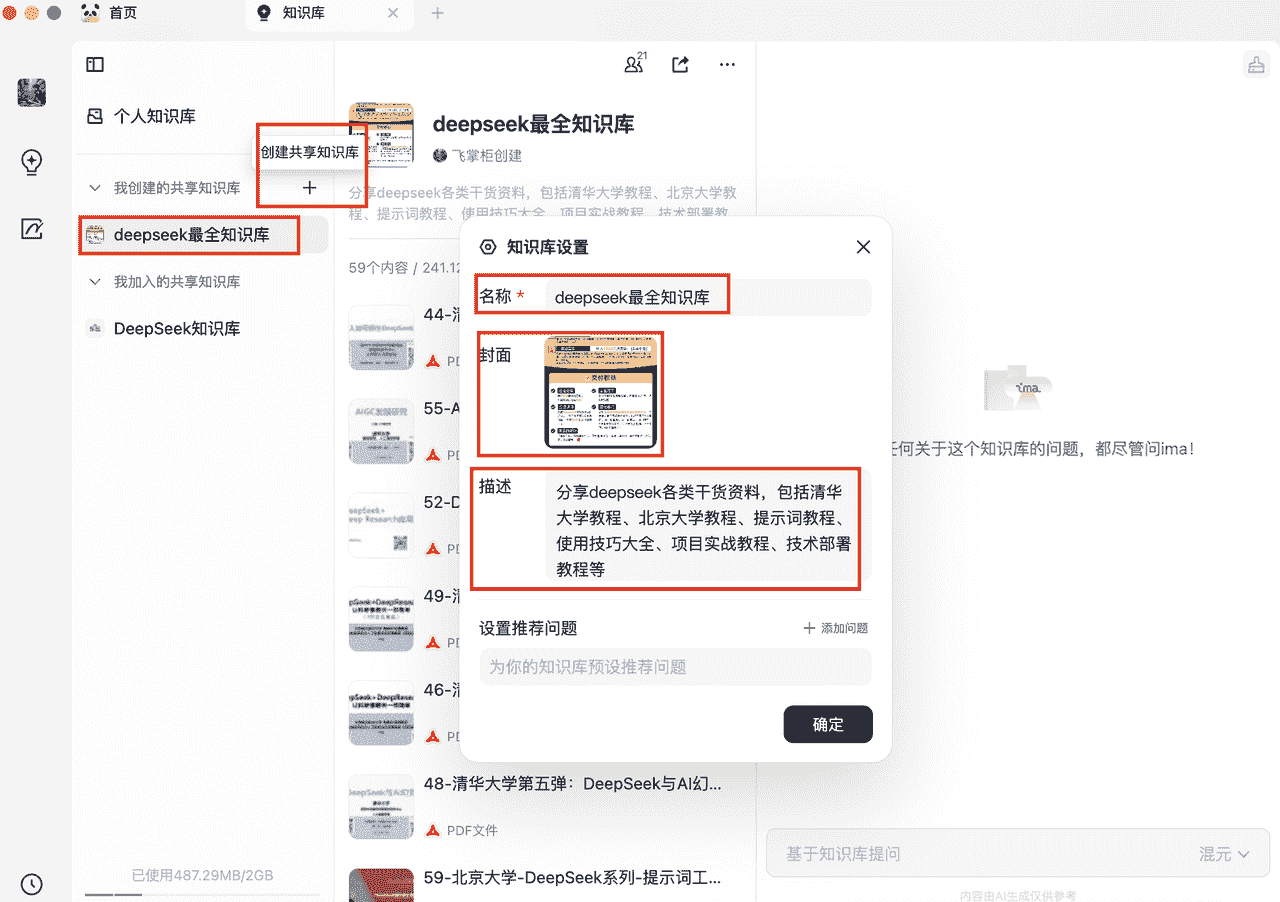 首页
知识库
21
个人知识库
创建共享知识库
我创建的共享知识库
deepseek最全知识库
我加入的共享知识库
DeepSeek知识库
已使用487.29MB/2GB
deepseek最全知识库
飞掌柜创建
分享deepseek各类干货资料，包括清华大学教程、北京大学教
程、提示词教程、使用技巧大全、项目实战教程、技术部署教
59个内容 / 241.12
44-清
PD
55-A
PD
52-D
PD
49-清
PD
46-清
PD
48-清华大学第五弹：DeepSeek与AI幻...
PDF文件
59-北京大学-DeepSeek系列-提示词工...
知识库设置
名称 *
deepseek最全知识库
封面
描述
分享deepseek各类干货资料，包括清华
大学教程、北京大学教程、提示词教程、
使用技巧大全、项目实战教程、技术部署
教程等
设置推荐问题
添加问题
为你的知识库预设推荐问题
确定
ima
任何关于这个知识库的问题，都尽管问ima！
基于知识库提问
混元
内容由AI生成仅供参考